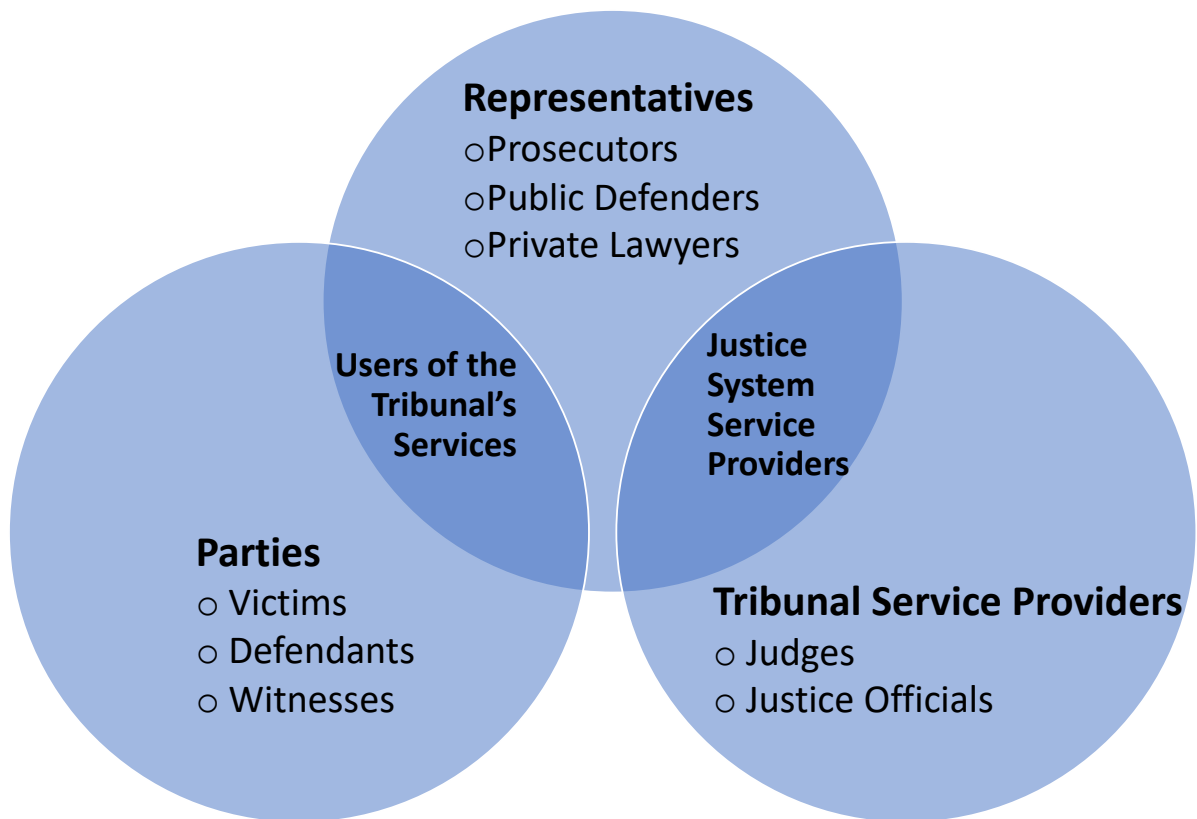 Representatives
oProsecutors
oPublic Defenders
oPrivate Lawyers
Users of the
Tribunal’s
Services
Justice
System
Service
Providers
Parties
o Victims
o Defendants
o Witnesses
Tribunal Service Providers
o Judges
o Justice Officials